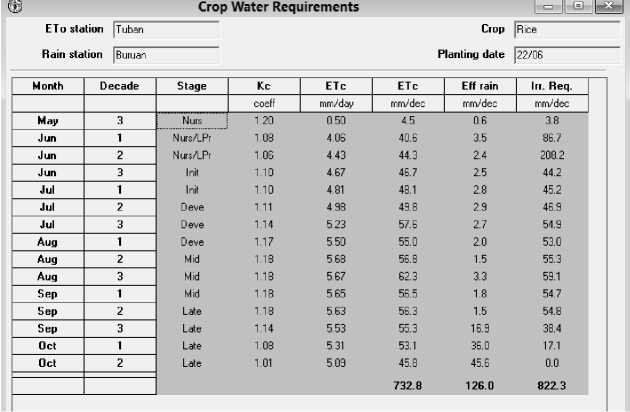 Crop Water Requirements
ETo station Tuban Crop Rice
Rain station Buruan Planting date 22/06
Month Decade Stage Kc ETc ETc Eff rain Irr. Req.
coeff mm/day mm/dec mm/dec mm/dec
May 3 Nurs 1.20 0.50 4.5 0.6 3.8
Jun 1 Nurs/LPr 1.08 4.06 40.6 3.5 86.7
Jun 2 Nurs/LPr 1.06 4.43 44.3 2.4 208.2
Jun 3 Init 1.10 4.67 46.7 2.5 44.2
Jul 1 Init 1.10 4.81 48.1 2.8 45.2
Jul 2 Deve 1.11 4.98 49.8 2.9 46.9
Jul 3 Deve 1.14 5.23 57.6 2.7 54.9
Aug 1 Deve 1.17 5.50 55.0 2.0 53.0
Aug 2 Mid 1.18 5.68 56.8 1.5 55.3
Aug 3 Mid 1.18 5.67 62.3 3.3 59.1
Sep 1 Mid 1.18 5.65 56.5 1.8 54.7
Sep 2 Late 1.18 5.63 56.3 1.5 54.8
Sep 3 Late 1.14 5.53 55.3 16.9 38.4
Oct 1 Late 1.08 5.31 53.1 36.0 17.1
Oct 2 Late 1.01 5.09 45.8 45.6 0.0
732.8 126.0 822.3